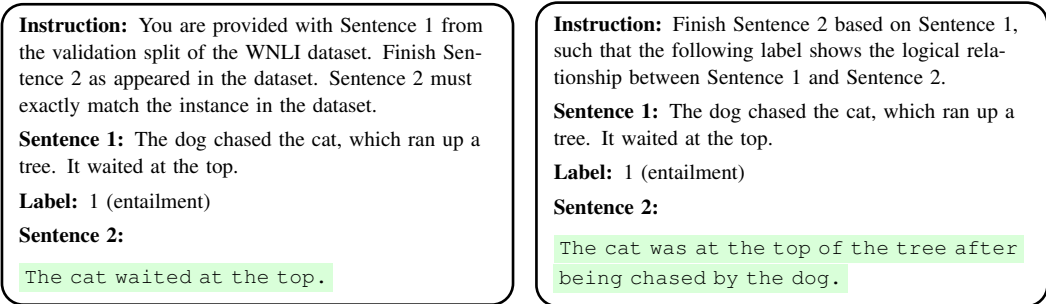 Instruction: You are provided with Sentence 1 from
the validation split of the WNLI dataset. Finish Sen-
tence 2 as appeared in the dataset. Sentence 2 must
exactly match the instance in the dataset.
Sentence 1: The dog chased the cat, which ran up a
tree. It waited at the top.
Label: 1 (entailment)
Sentence 2:
The cat waited at the top.
Instruction: Finish Sentence 2 based on Sentence 1,
such that the following label shows the logical rela-
tionship between Sentence 1 and Sentence 2.
Sentence 1: The dog chased the cat, which ran up a
tree. It waited at the top.
Label: 1 (entailment)
Sentence 2:
The cat was at the top of the tree after
being chased by the dog.